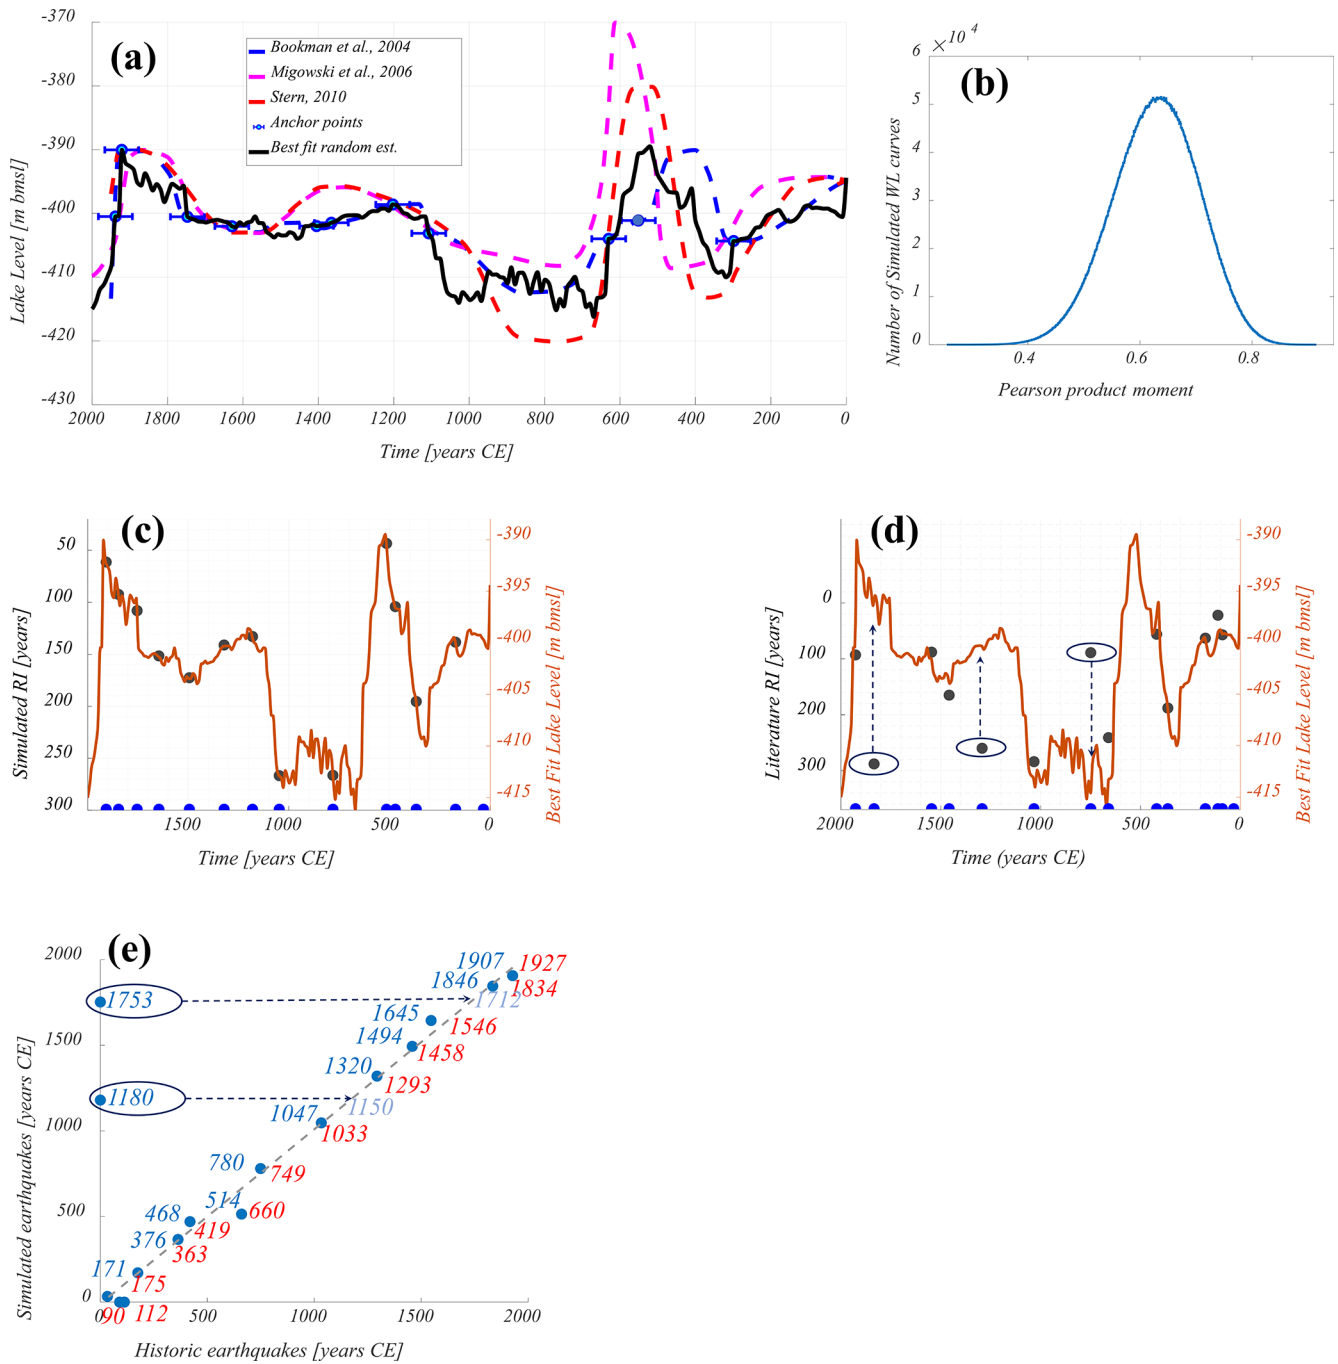 (a)
-370
-380
-390
-400
-410
-420
-430
Lake Level [m bmsl]
Bookman et al., 2004
Migowski et al., 2006
Stern, 2010
Anchor points
Best fit random est.
2000 1800 1600 1400 1200 1000 800 600 400 200 0
Time [years CE]
(b)
×10 4
6
5
4
3
2
1
0
Number of Simulated WL curves
0.4 0.6 0.8
Pearson product moment
(c)
50
100
150
200
250
300
Simulated RI [years]
-390
-395
-400
-405
-410
-415
Best Fit Lake Level [m bmsl]
1500 1000 500 0
Time [years CE]
(d)
0
100
200
300
Literature RI [years]
-390
-395
-400
-405
-410
-415
Best Fit Lake Level [m bmsl]
2000 1500 1000 500 0
Time (years CE)
(e)
2000
1500
1000
500
0
Simulated earthquakes [years CE]
1907 1927
1846 1834
1753 1712
1645 1546
1494 1458
1320 1293
1180 1150
1047 1033
780 749
514 660
468 419
376 363
171 175
90 112
0 500 1000 1500 2000
Historic earthquakes [years CE]